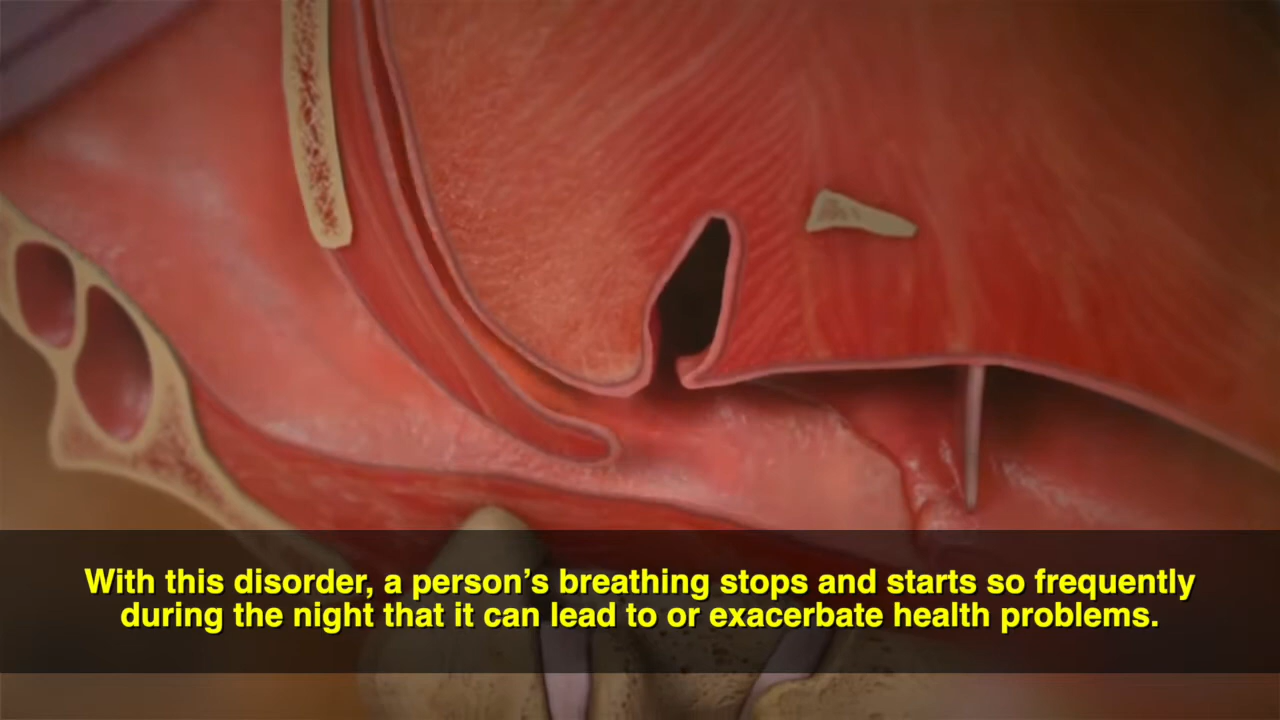 With this disorder, a person’s breathing stops and starts so frequently
during the night that it can lead to or exacerbate health problems.